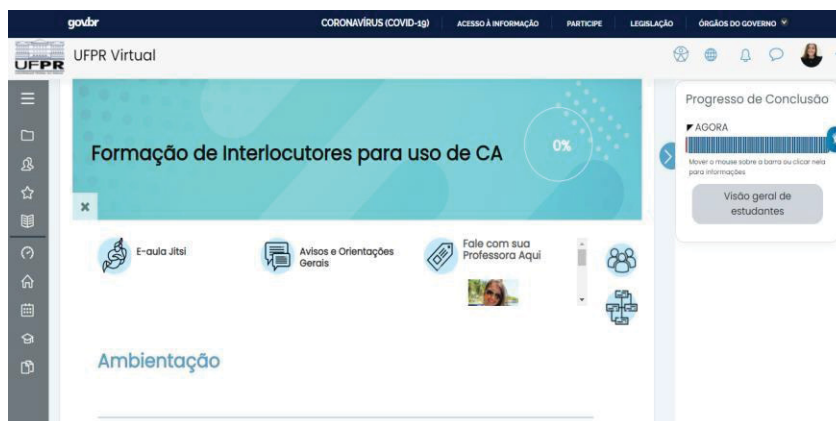 govbr
CORONAVÍRUS (COVID-19)
ACESSO À INFORMAÇÃO
PARTICIPE
LEGISLAÇÃO
ÓRGÃOS DO GOVERNO
UFPR
UFPR Virtual
Formação de Interlocutores para uso de CA
0%
E-aula Jitsi
Avisos e Orientações
Gerais
Fale com sua
Professora Aqui
Ambientação
Progresso de Conclusão
AGORA
Mover o mouse sobre a barra ou clicar nela
para informações
Visão geral de
estudantes